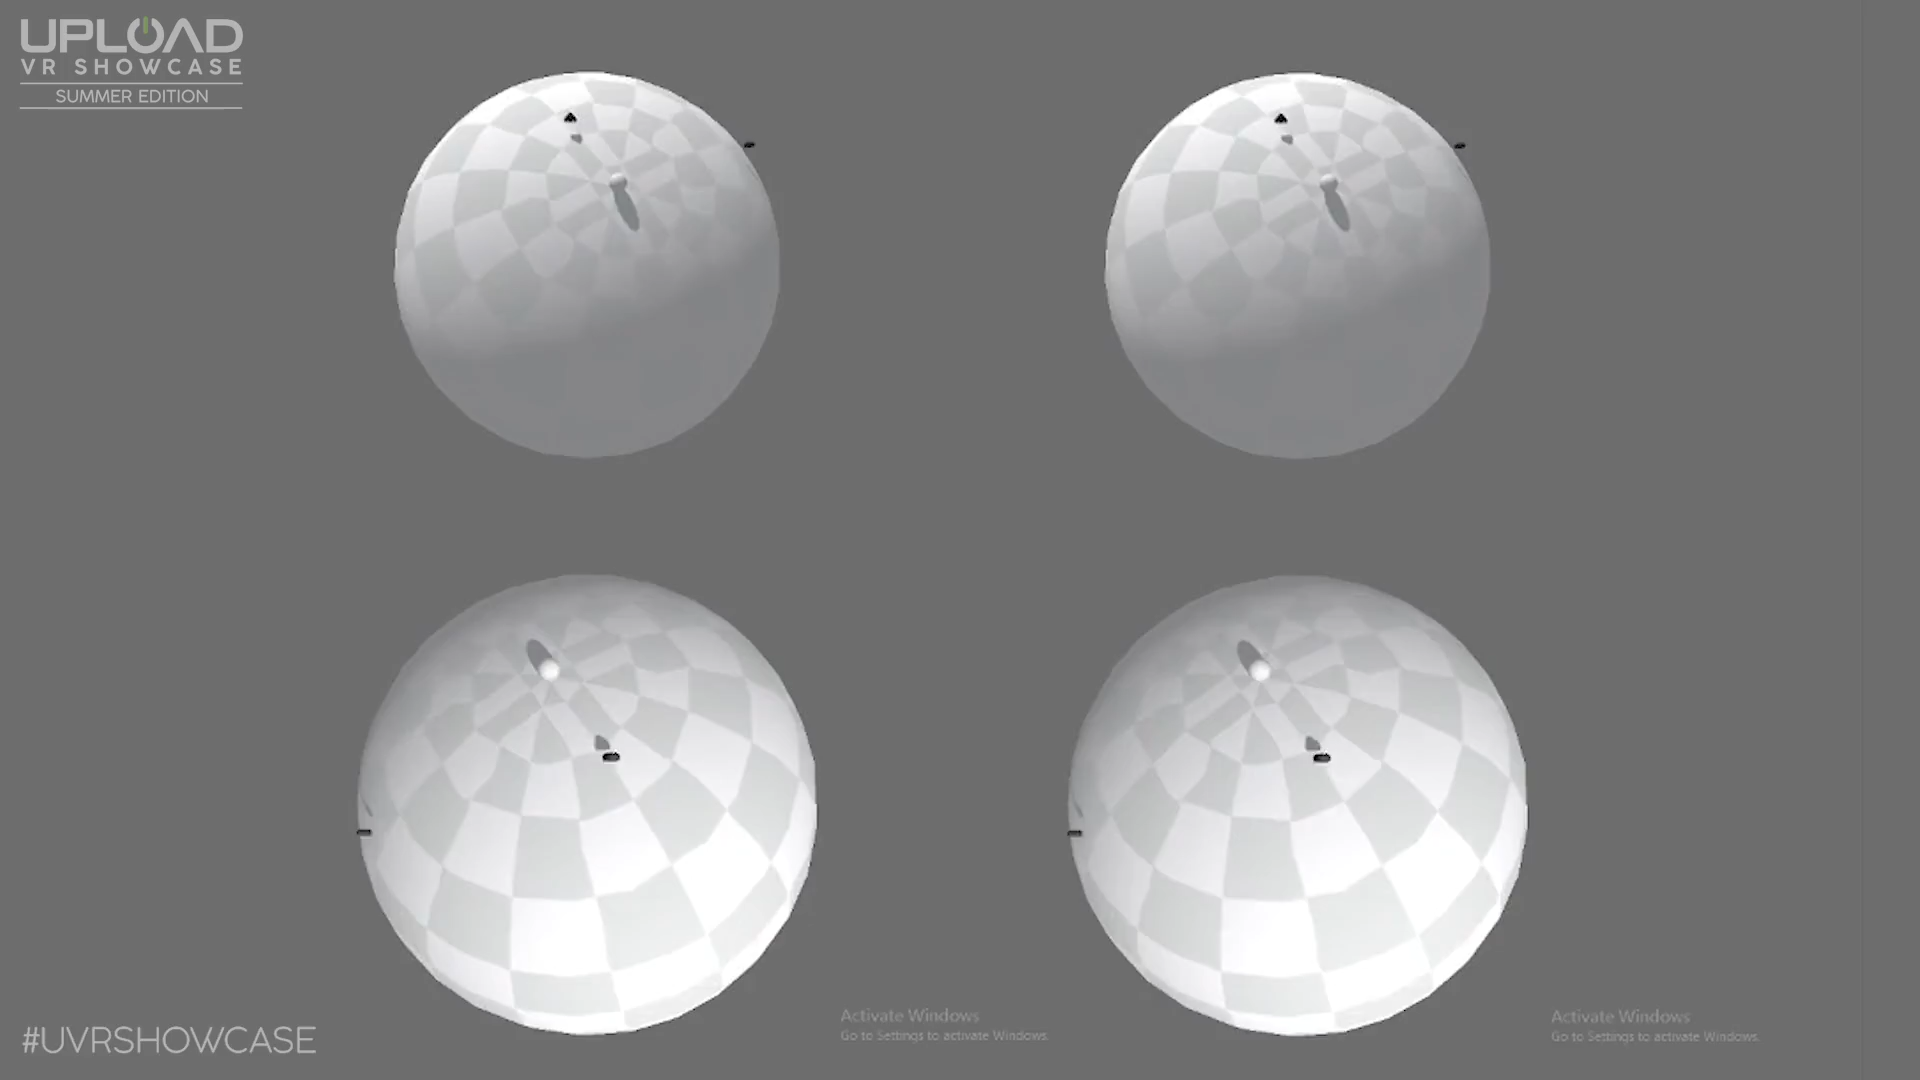 UPLOAD
VR SHOWCASE
SUMMER EDITION
Activate Windows
Go to Settings to activate Windows.
Activate Windows
Go to Settings to activate Windows.
#UVRSHOWCASE